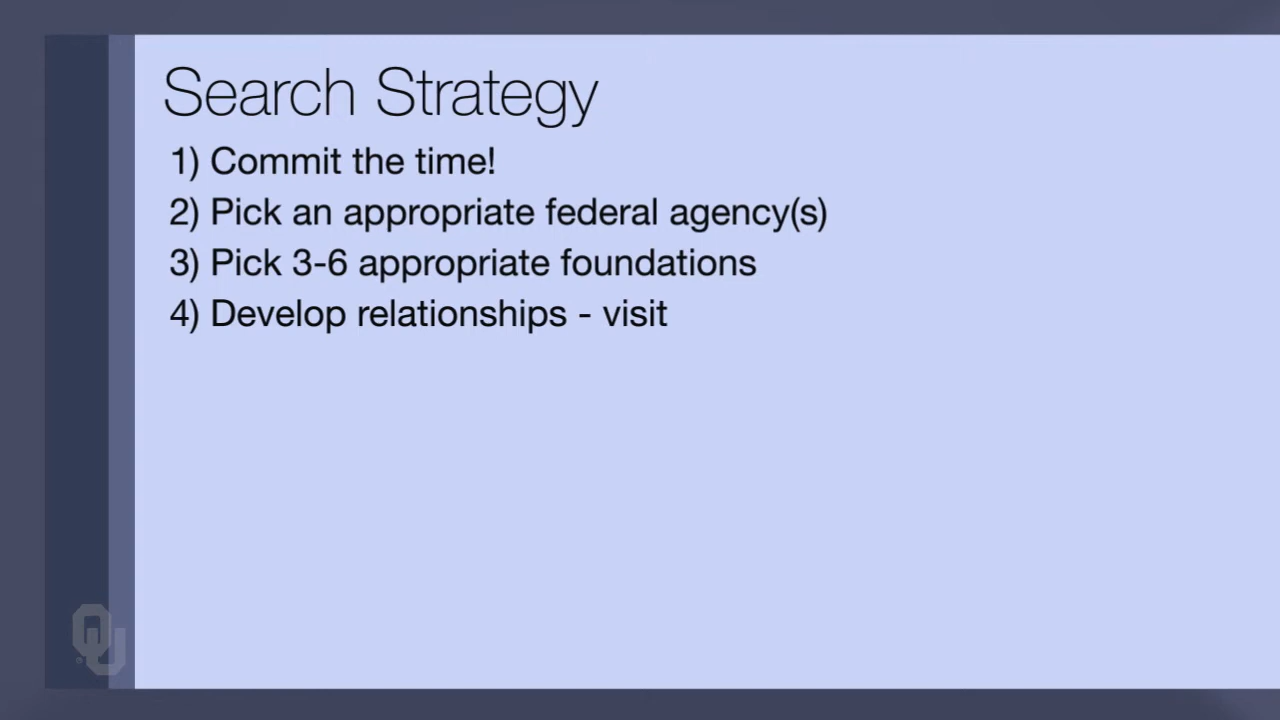 Search Strategy
1) Commit the time!
2) Pick an appropriate federal agency(s)
3) Pick 3-6 appropriate foundations
4) Develop relationships - visit
OU